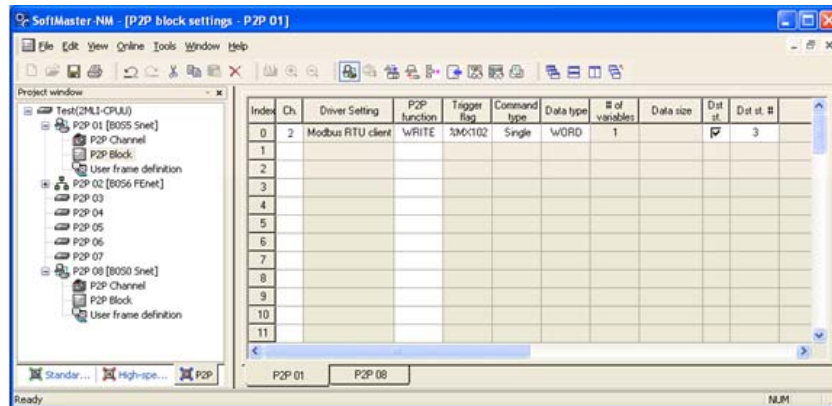 SoftMaster-NM - [P2P block settings - P2P 01]
File Edit View Online Tools Window Help
Project window
Test(2MLI-CPUU)
P2P 01 [B0S5 Snet]
P2P Channel
P2P Block
User frame definition
P2P 02 [B0S6 FEnet]
P2P 03
P2P 04
P2P 05
P2P 06
P2P 07
P2P 08 [B0S0 Snet]
P2P Channel
P2P Block
User frame definition
Standar... High-spe... P2P
Index Ch. Driver Setting P2P function Trigger flag Command type Data type # of variables Data size Dst st. Dst st. #
0 2 Modbus RTU client WRITE %MX102 Single WORD 1 3
1
2
3
4
5
6
7
8
9
10
11
P2P 01 P2P 08
Ready NUM